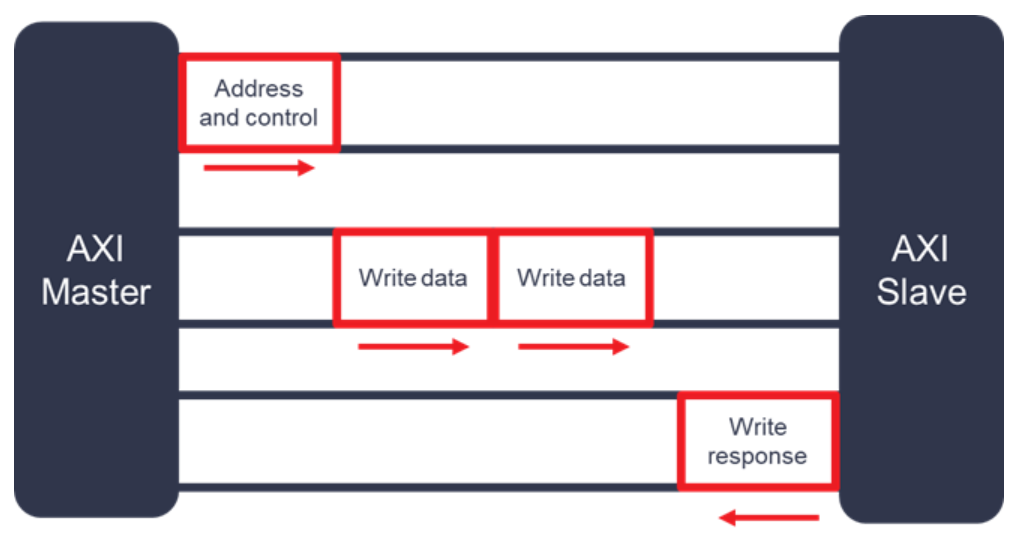 Address
and control
AXI
Master
Write data
Write data
AXI
Slave
Write
response